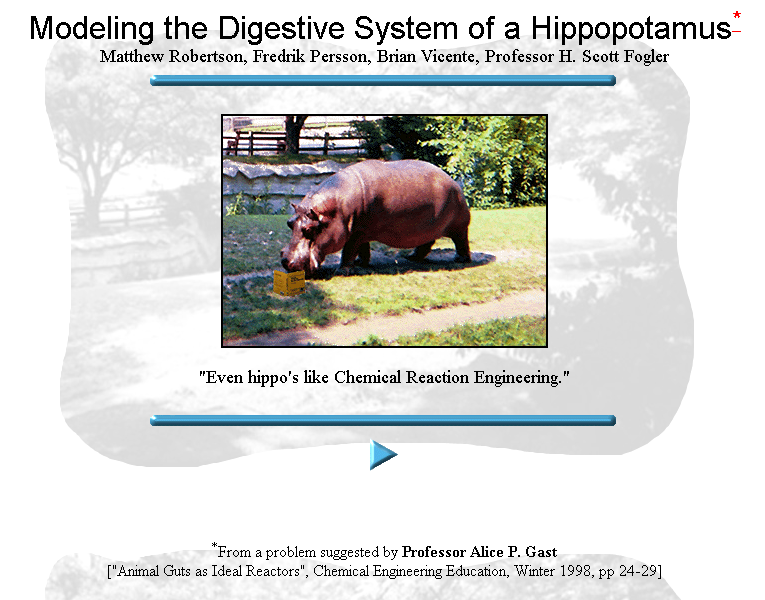 Modeling the Digestive System of a Hippopotamus*
Matthew Robertson, Fredrik Persson, Brian Vicente, Professor H. Scott Fogler
"Even hippo's like Chemical Reaction Engineering."
*From a problem suggested by Professor Alice P. Gast
["Animal Guts as Ideal Reactors", Chemical Engineering Education, Winter 1998, pp 24-29]